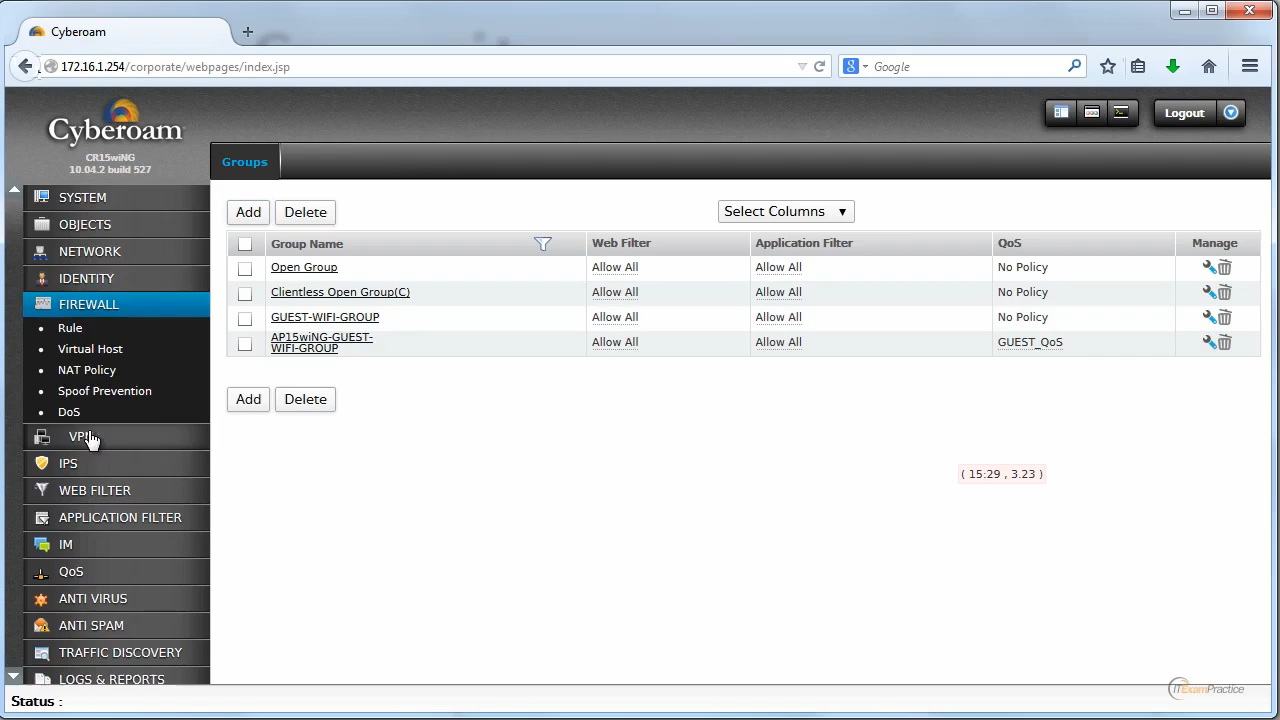 Cyberoam
172.16.1.254/corporate/webpages/index.jsp
Google
Cyberoam
CR15wiNG
10.04.2 build 527
Logout
Groups
SYSTEM
OBJECTS
NETWORK
IDENTITY
FIREWALL
Rule
Virtual Host
NAT Policy
Spoof Prevention
DoS
IPS
WEB FILTER
APPLICATION FILTER
IM
QoS
ANTI VIRUS
ANTI SPAM
TRAFFIC DISCOVERY
LOGS & REPORTS
Add Delete Select Columns
Group Name Web Filter Application Filter QoS Manage
Open Group Allow All Allow All No Policy
Clientless Open Group(C) Allow All Allow All No Policy
GUEST-WIFI-GROUP Allow All Allow All No Policy
AP15wiNG-GUEST-
WIFI-GROUP Allow All Allow All GUEST_QoS
Add Delete
( 15:29 , 3.23 )
ITExamPractice
Status :